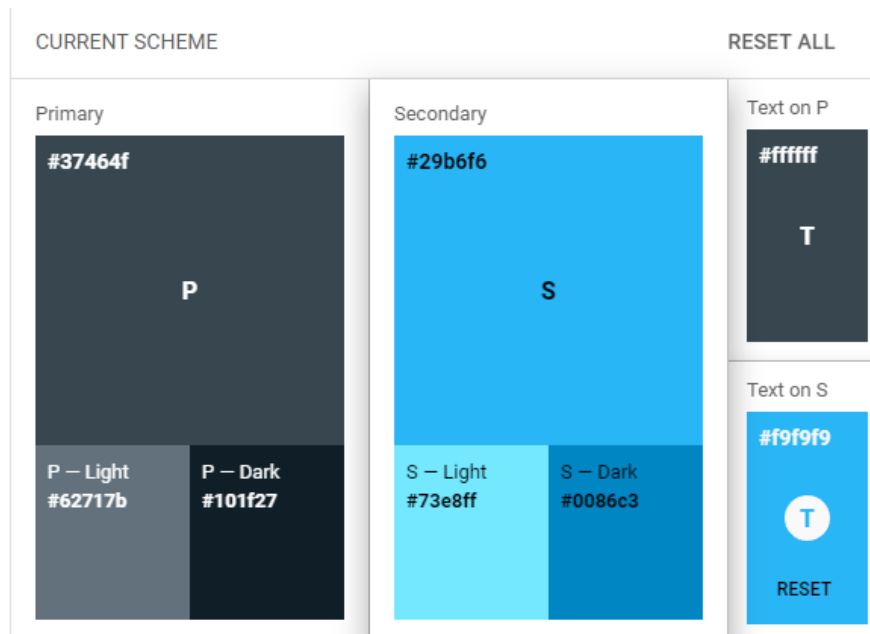 CURRENT SCHEME
RESET ALL
Primary
#37464f
P
P — Light
#62717b
P — Dark
#101f27
Secondary
#29b6f6
S
S — Light
#73e8ff
S — Dark
#0086c3
Text on P
#ffffff
T
Text on S
#f9f9f9
T
RESET